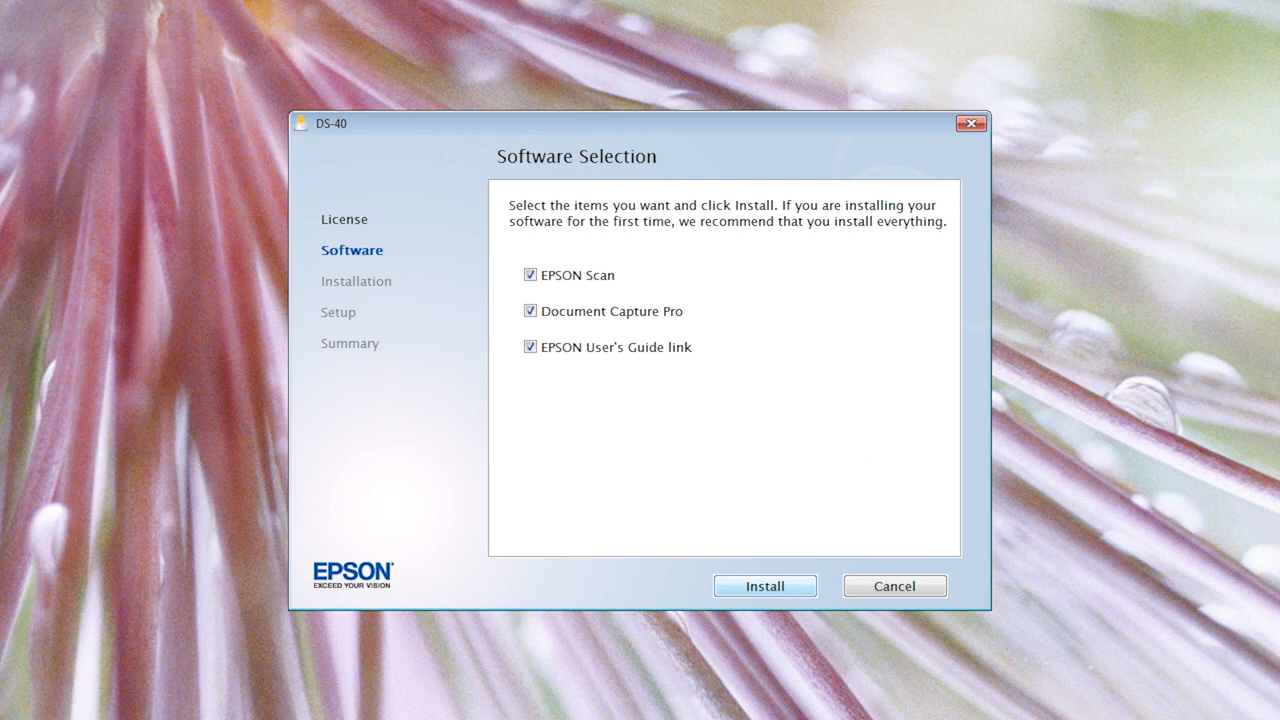 DS-40
Software Selection
License
Software
Installation
Setup
Summary
Select the items you want and click Install. If you are installing your
software for the first time, we recommend that you install everything.
EPSON Scan
Document Capture Pro
EPSON User's Guide link
EPSON
EXCEED YOUR VISION
Install
Cancel